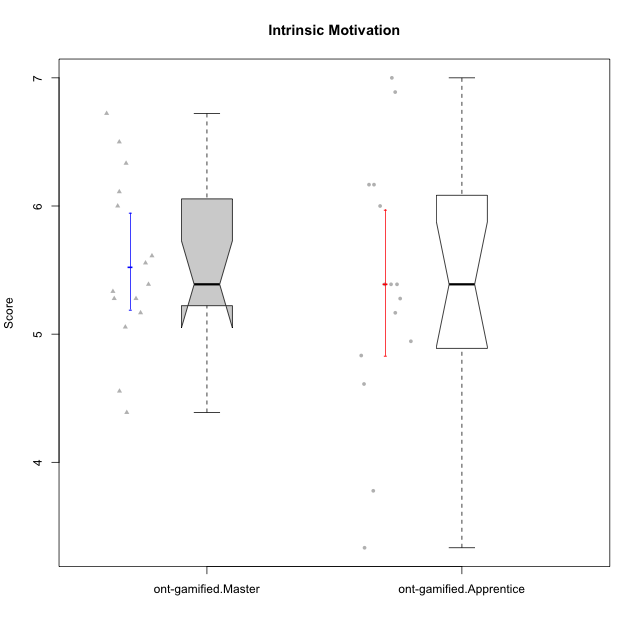 Intrinsic Motivation
Score
7
6
5
4
ont-gamified.Master
ont-gamified.Apprentice